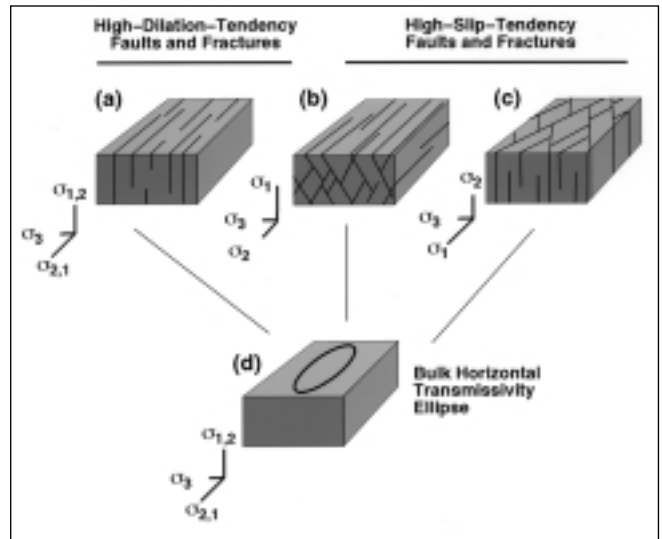 High-Dilation-Tendency
Faults and Fractures
High-Slip-Tendency
Faults and Fractures
(a)
(b)
(c)
σ1,2
σ3
σ2,1
σ1
σ3
σ2
σ2
σ3
σ1
(d)
Bulk Horizontal
Transmissivity
Ellipse
σ1,2
σ3
σ2,1